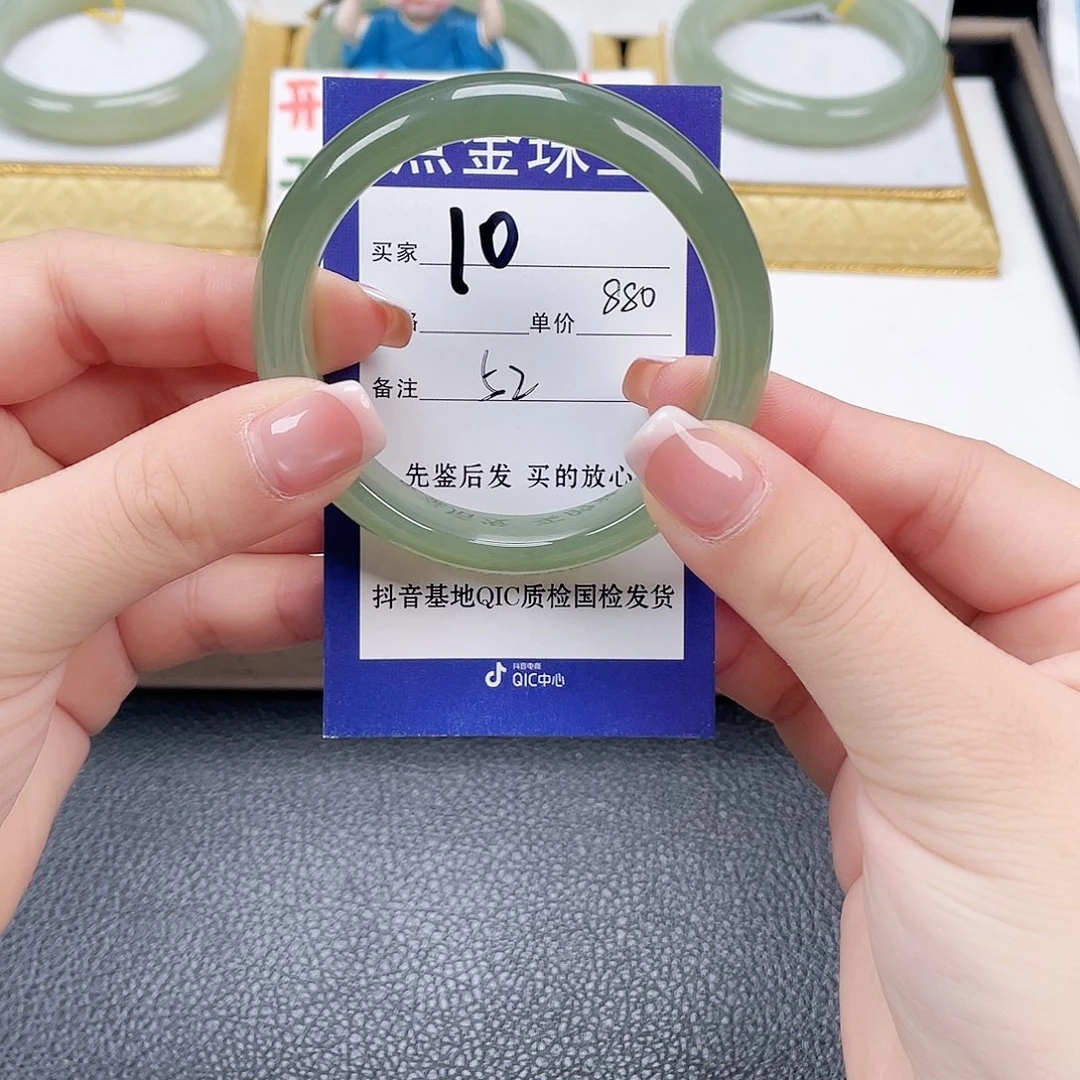 开
点金珠
买家 10
单价 880
备注 52
先鉴后发 买的放心
抖音基地QIC质检国检发货
抖音电商
QIC中心